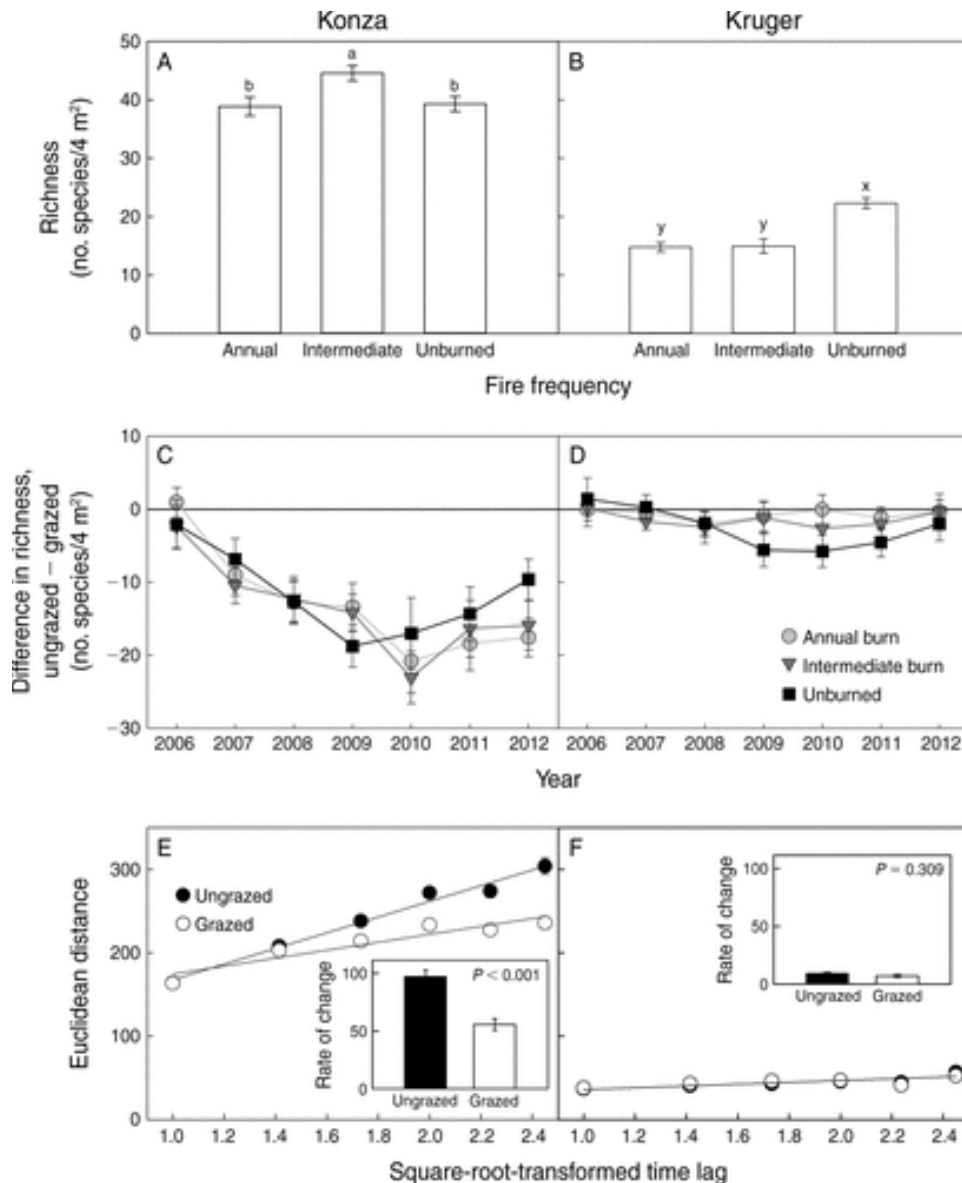 Konza
Kruger
Richness
(no. species/4 m²)
50
40
30
20
10
0
A
b
a
b
Annual
Intermediate
Unburned
B
y
y
x
Annual
Intermediate
Unburned
Fire frequency
Difference in richness,
ungrazed – grazed
(no. species/4 m²)
10
0
−10
−20
−30
C
2006 2007 2008 2009 2010 2011 2012
D
Annual burn
Intermediate burn
Unburned
2006 2007 2008 2009 2010 2011 2012
Year
Euclidean distance
300
200
100
0
E
Ungrazed
Grazed
Rate of change
100
50
0
P < 0.001
Ungrazed Grazed
1.0 1.2 1.4 1.6 1.8 2.0 2.2 2.4
F
Rate of change
100
50
0
P = 0.309
Ungrazed Grazed
1.0 1.2 1.4 1.6 1.8 2.0 2.2 2.4
Square-root-transformed time lag